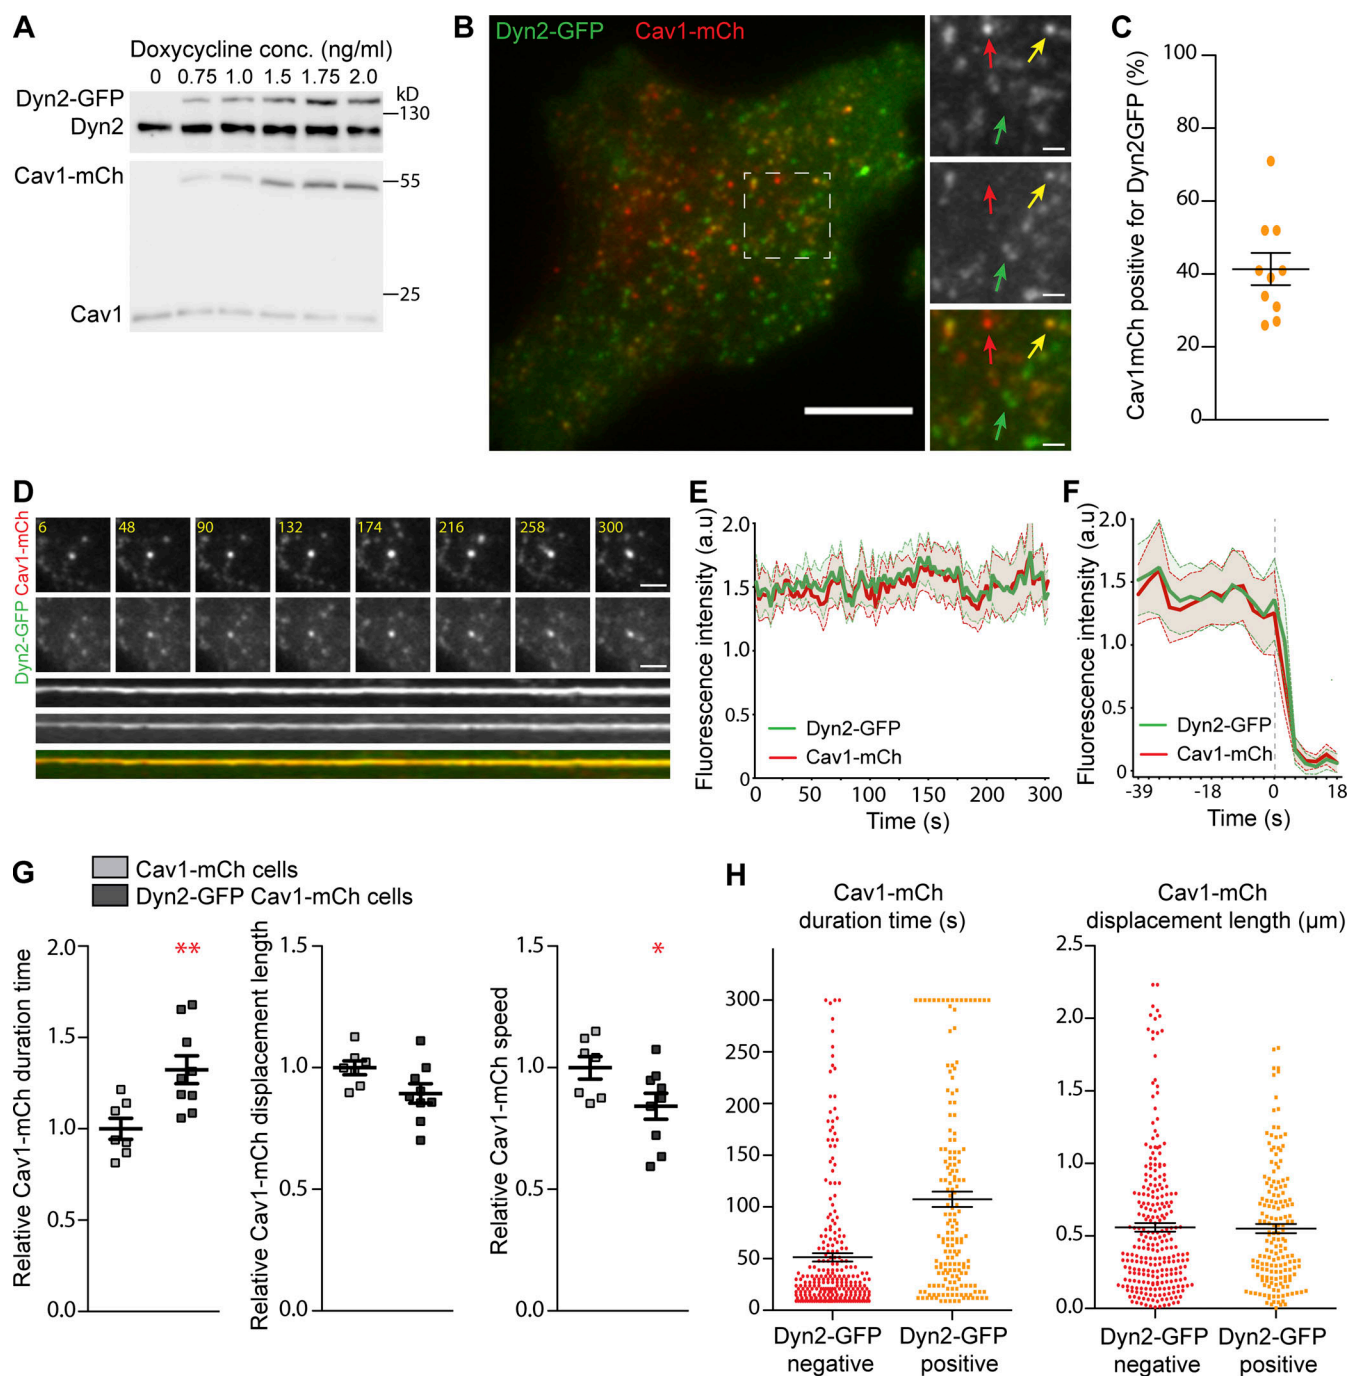 A
Doxycycline conc. (ng/ml)
0 0.75 1.0 1.5 1.75 2.0
kD
Dyn2-GFP
130
Dyn2
Cav1-mCh
55
25
Cav1
B
Dyn2-GFP Cav1-mCh
C
Cav1mCh positive for Dyn2GFP (%)
100
80
60
40
20
0
D
Dyn2-GFP Cav1-mCh
6 48 90 132 174 216 258 300
E
Fluorescence intensity (a.u)
2.0
1.5
1.0
0.5
0
Dyn2-GFP
Cav1-mCh
0 50 100 150 200 300
Time (s)
F
Fluorescence intensity (a.u)
2.0
1.5
1.0
0.5
0
Dyn2-GFP
Cav1-mCh
-39 -18 0 18
Time (s)
G
Cav1-mCh cells
Dyn2-GFP Cav1-mCh cells
Relative Cav1-mCh duration time
2.0
1.5
1.0
0.5
0.0
**
Relative Cav1-mCh displacement length
1.5
1.0
0.5
0.0
Relative Cav1-mCh speed
1.5
1.0
0.5
0.0
*
H
Cav1-mCh
duration time (s)
300
250
200
150
100
50
0
Dyn2-GFP
negative
Dyn2-GFP
positive
Cav1-mCh
displacement length (µm)
2.5
2.0
1.5
1.0
0.5
0.0
Dyn2-GFP
negative
Dyn2-GFP
positive